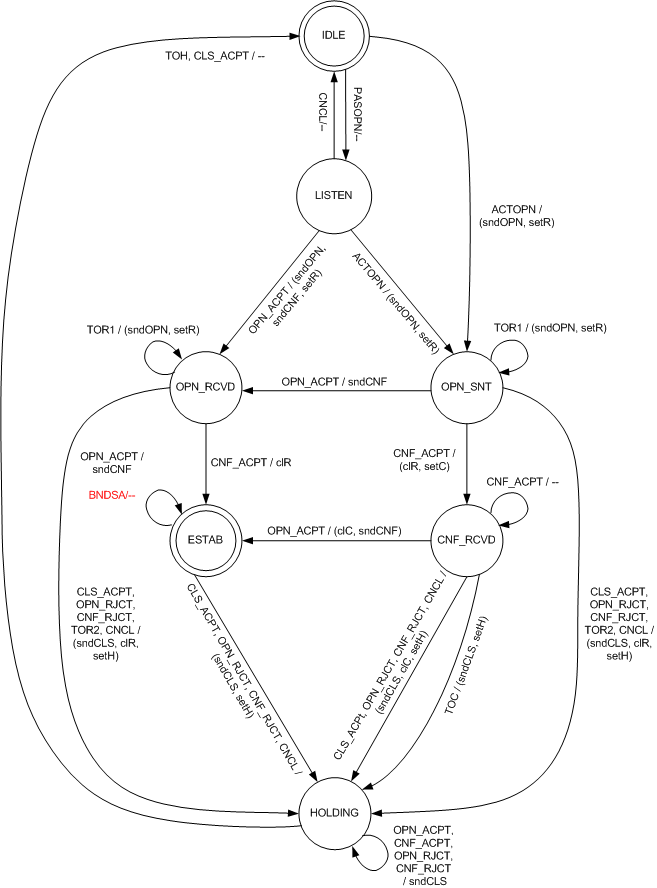 IDLE
TOH, CLS_ACPT / --
CNCL/--
PASOPN/--
LISTEN
ACTOPN /
(sndOPN, setR)
OPN_ACPT / (sndOPN,
sndCNF, setR)
ACTOPN / (sndOPN, setR)
TOR1 / (sndOPN, setR)
TOR1 / (sndOPN, setR)
OPN_RCVD
OPN_ACPT / sndCNF
OPN_SNT
OPN_ACPT /
sndCNF
CNF_ACPT / clR
CNF_ACPT /
(clR, setC)
CNF_ACPT / --
BNDSA/--
ESTAB
OPN_ACPT / (clC, sndCNF)
CNF_RCVD
CLS_ACPT,
OPN_RJCT,
CNF_RJCT,
TOR2, CNCL /
(sndCLS, clR,
setH)
CLS_ACPT, OPN_RJCT, CNF_RJCT, CNCL /
(sndCLS, setH)
CLS_ACPt, OPN_RJCT, CNF_RJCT, CNCL /
(sndCLS, clC, setH)
TOC / (sndCLS, setH)
CLS_ACPT,
OPN_RJCT,
CNF_RJCT,
TOR2, CNCL /
(sndCLS, clR,
setH)
HOLDING
OPN_ACPT,
CNF_ACPT,
OPN_RJCT,
CNF_RJCT
/ sndCLS